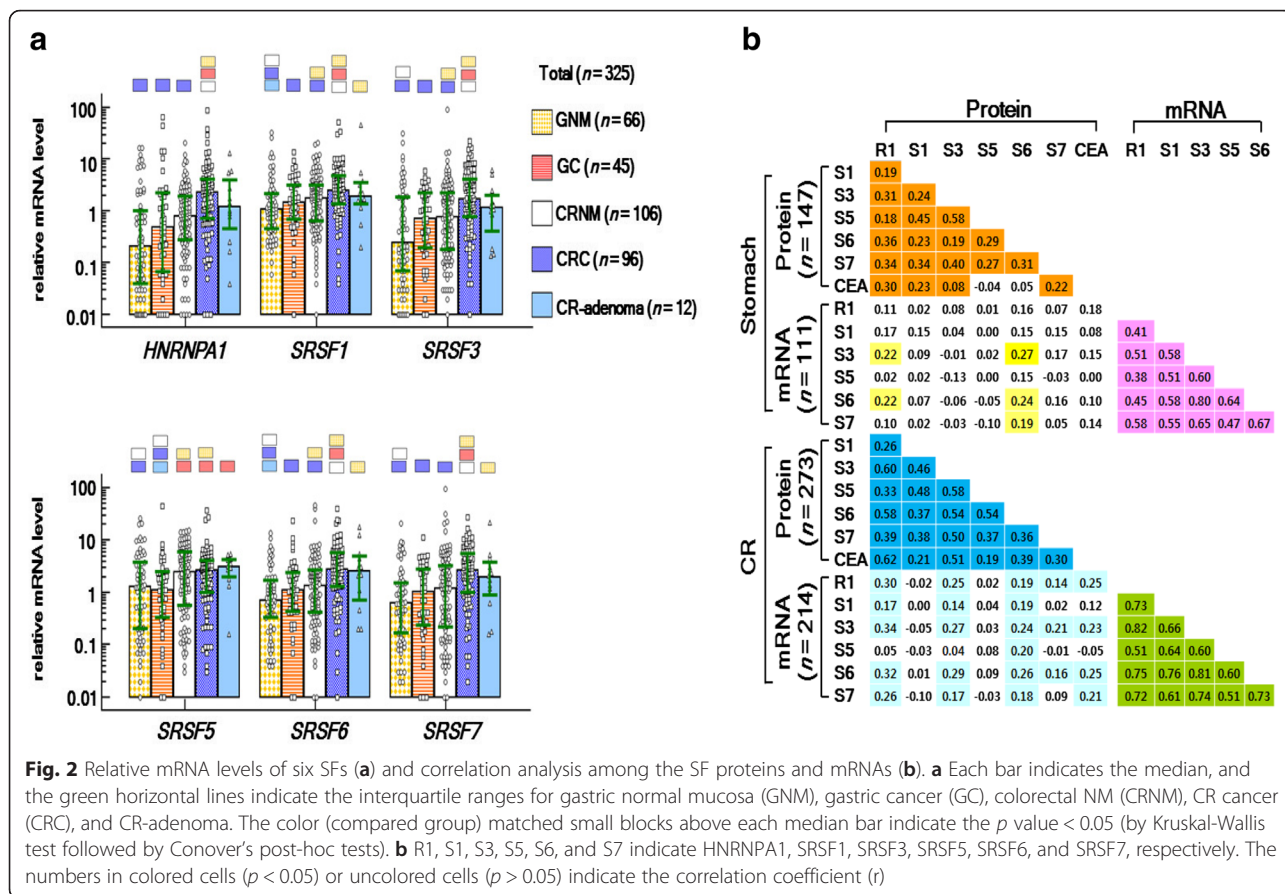 a
relative mRNA level
100
10
1
0.1
0.01
HNRNPA1 SRSF1 SRSF3
Total (n = 325)
GNM (n = 66)
GC (n = 45)
CRNM (n = 106)
CRC (n = 96)
CR-adenoma (n = 12)
relative mRNA level
100
10
1
0.1
0.01
SRSF5 SRSF6 SRSF7
b
Protein mRNA
R1 S1 S3 S5 S6 S7 CEA R1 S1 S3 S5 S6
Stomach
Protein (n = 147)
S1 0.19
S3 0.31 0.24
S5 0.18 0.45 0.58
S6 0.36 0.23 0.19 0.29
S7 0.34 0.34 0.40 0.27 0.31
CEA 0.30 0.23 0.08 -0.04 0.05 0.22
mRNA (n = 111)
R1 0.11 0.02 0.08 0.01 0.16 0.07 0.18
S1 0.17 0.15 0.04 0.00 0.15 0.15 0.08 0.41
S3 0.22 0.09 -0.01 0.02 0.27 0.17 0.15 0.51 0.58
S5 0.02 0.02 -0.13 0.00 0.15 -0.03 0.00 0.38 0.51 0.60
S6 0.22 0.07 -0.06 -0.05 0.24 0.16 0.10 0.45 0.58 0.80 0.64
S7 0.10 0.02 -0.03 -0.10 0.19 0.05 0.14 0.58 0.55 0.65 0.47 0.67
CR
Protein (n = 273)
S1 0.26
S3 0.60 0.46
S5 0.33 0.48 0.58
S6 0.58 0.37 0.54 0.54
S7 0.39 0.38 0.50 0.37 0.36
CEA 0.62 0.21 0.51 0.19 0.39 0.30
mRNA (n = 214)
R1 0.30 -0.02 0.25 0.02 0.19 0.14 0.25
S1 0.17 0.00 0.14 0.04 0.19 0.02 0.12 0.73
S3 0.34 -0.05 0.27 0.03 0.24 0.21 0.23 0.82 0.66
S5 0.05 -0.03 0.04 0.08 0.20 -0.01 -0.05 0.51 0.64 0.60
S6 0.32 0.01 0.29 0.09 0.26 0.16 0.25 0.75 0.76 0.81 0.60
S7 0.26 -0.10 0.17 -0.03 0.18 0.09 0.21 0.72 0.61 0.74 0.51 0.73
Fig. 2 Relative mRNA levels of six SFs (a) and correlation analysis among the SF proteins and mRNAs (b). a Each bar indicates the median, and
the green horizontal lines indicate the interquartile ranges for gastric normal mucosa (GNM), gastric cancer (GC), colorectal NM (CRNM), CR cancer
(CRC), and CR-adenoma. The color (compared group) matched small blocks above each median bar indicate the p value < 0.05 (by Kruskal-Wallis
test followed by Conover's post-hoc tests). b R1, S1, S3, S5, S6, and S7 indicate HNRNPA1, SRSF1, SRSF3, SRSF5, SRSF6, and SRSF7, respectively. The
numbers in colored cells (p < 0.05) or uncolored cells (p > 0.05) indicate the correlation coefficient (r)